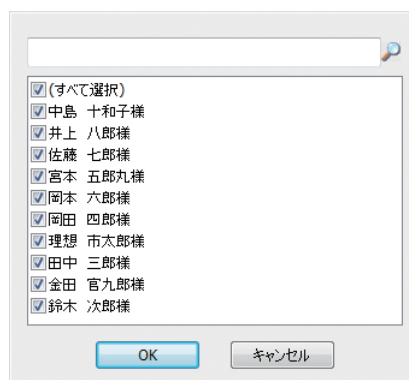 (すべて選択)
中島 十和子様
井上 八郎様
佐藤 七郎様
宮本 五郎丸様
岡本 六郎様
岡田 四郎様
理想 市太郎様
田中 三郎様
金田 官九郎様
鈴木 次郎様
OK キャンセル